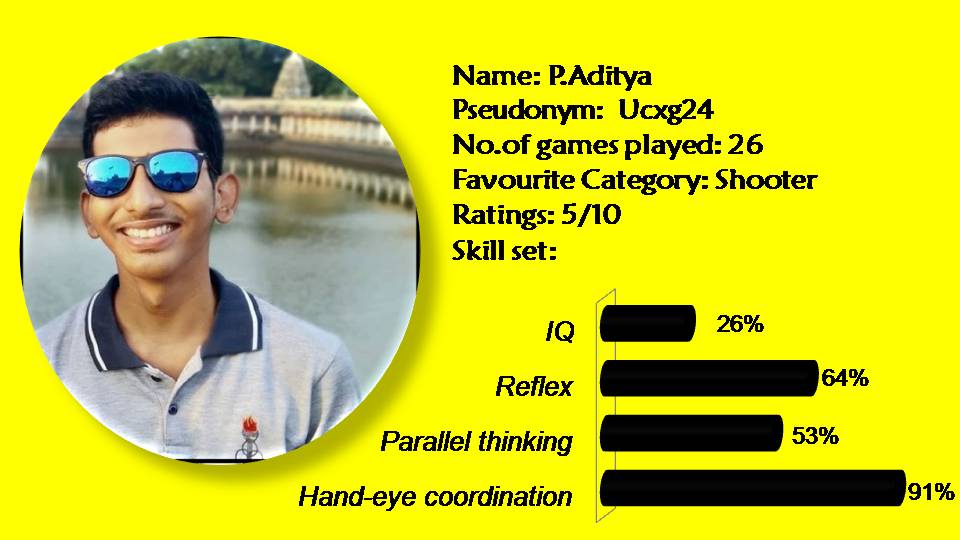 Name: P.Aditya
Pseudonym: Ucxg24
No.of games played: 26
Favourite Category: Shooter
Ratings: 5/10
Skill set:
IQ 26%
Reflex 64%
Parallel thinking 53%
Hand-eye coordination 91%